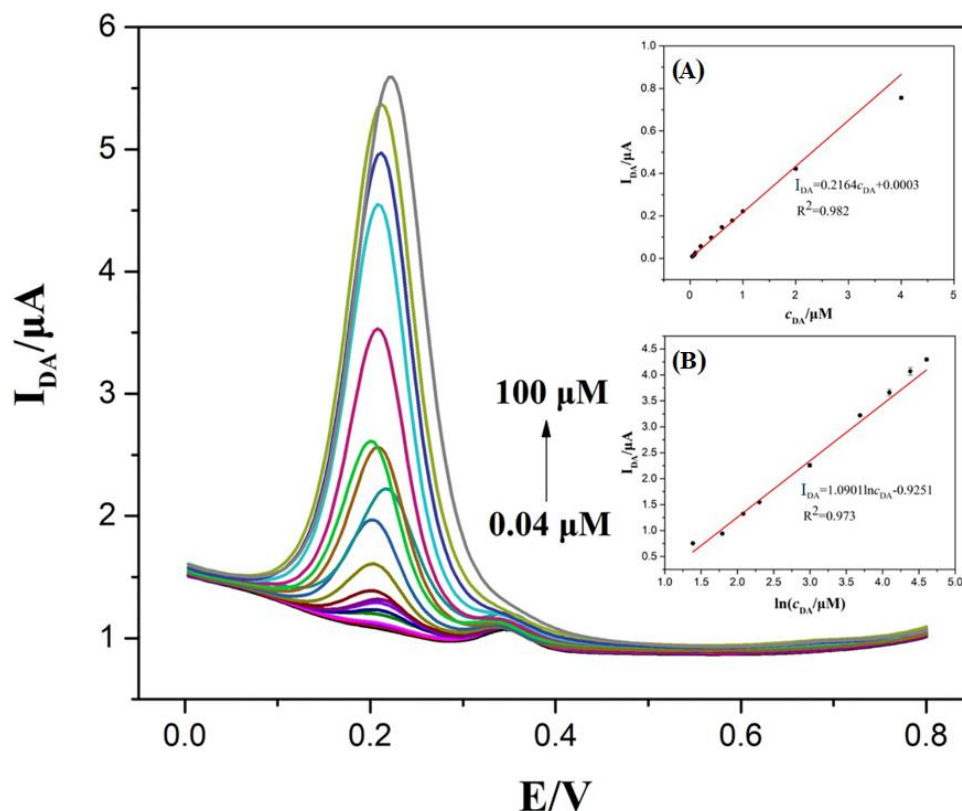 6
5
4
3
2
1
0.0
0.2
0.4
0.6
0.8
I_DA/µA
E/V
100 µM
0.04 µM
(A)
1.0
0.8
0.6
0.4
0.2
0.0
0
1
2
3
4
5
I_DA/µA
c_DA/µM
I_DA=0.2164c_DA+0.0003
R²=0.982
(B)
4.5
4.0
3.5
3.0
2.5
2.0
1.5
1.0
0.5
1.0
1.5
2.0
2.5
3.0
3.5
4.0
4.5
5.0
I_DA/µA
ln(c_DA/µM)
I_DA=1.0901lnc_DA-0.9251
R²=0.973